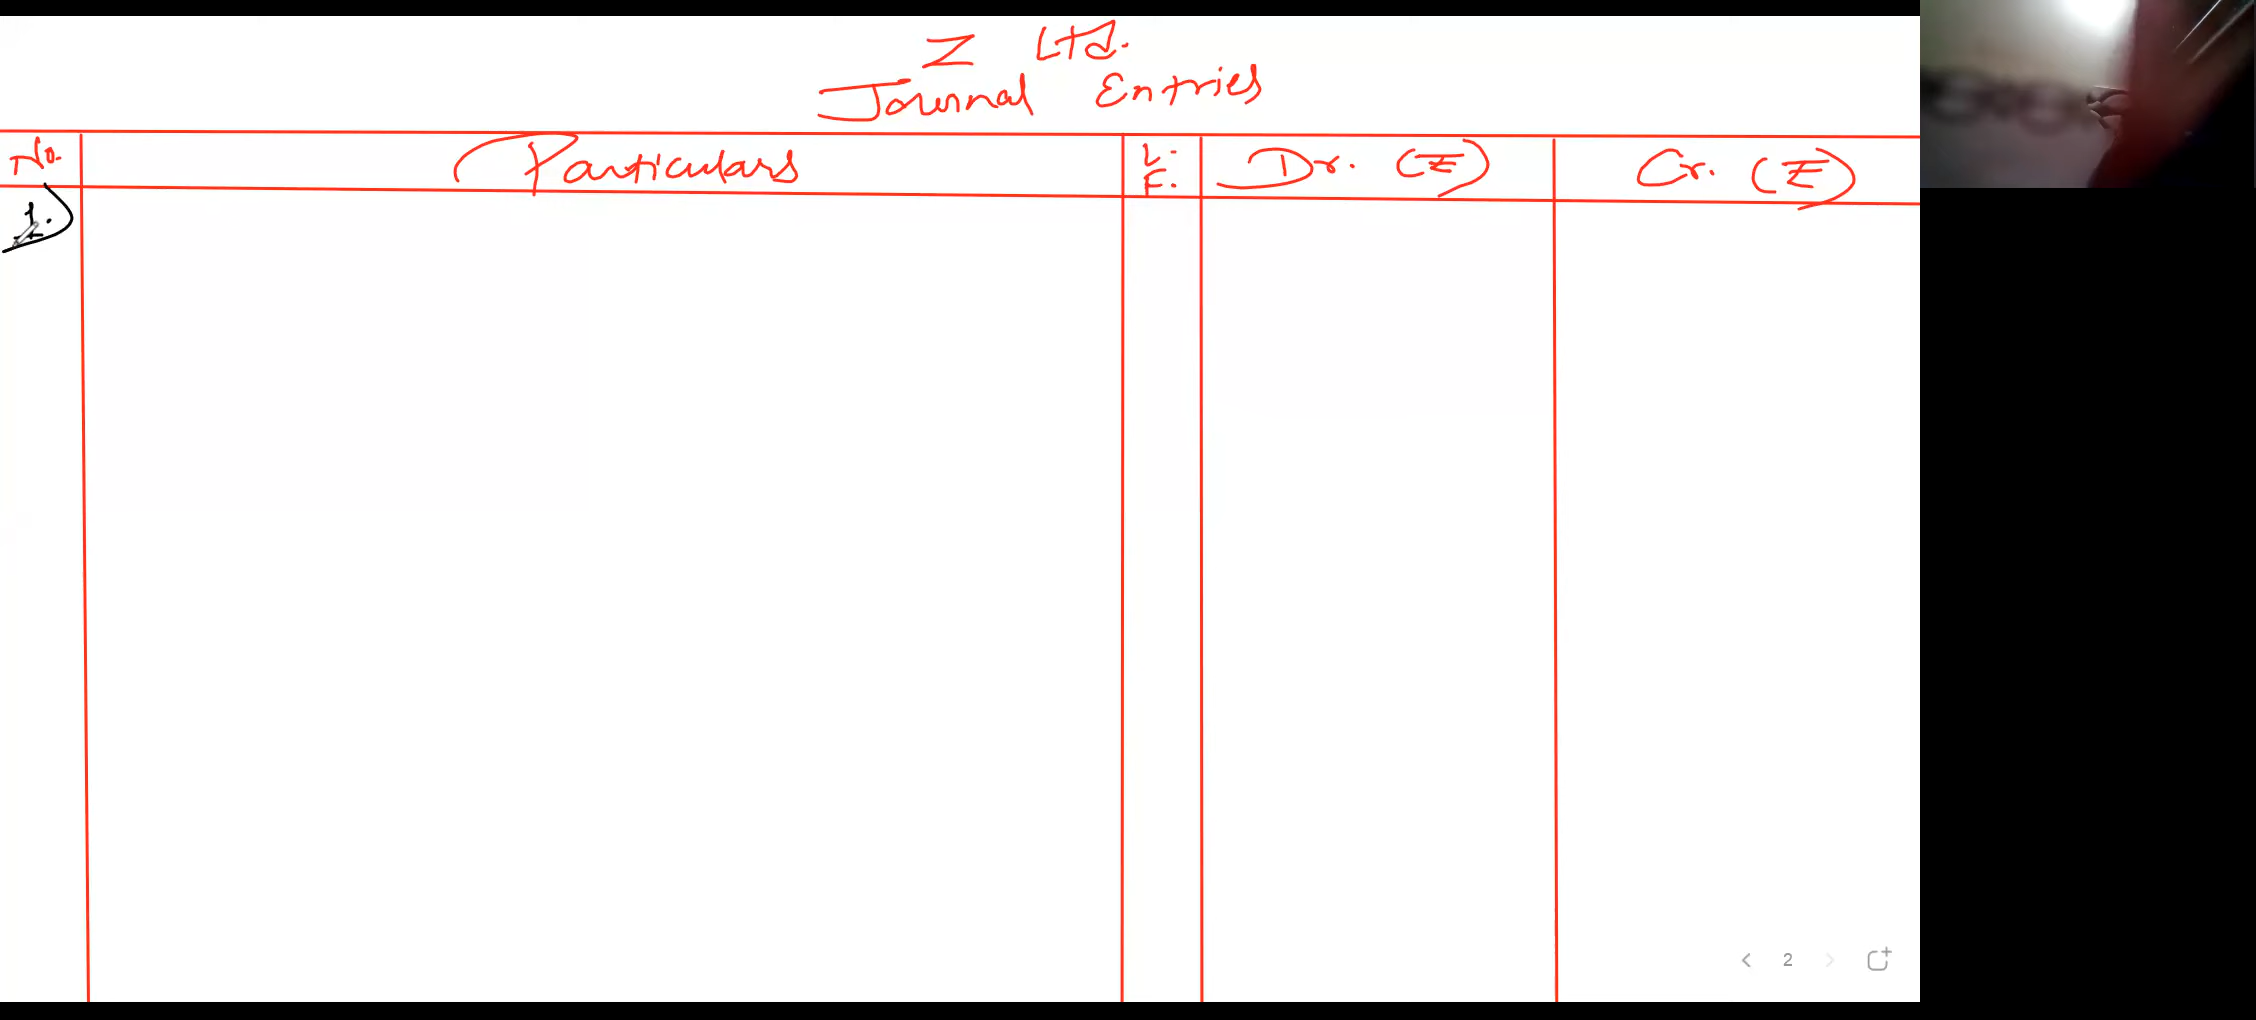 Z Ltd.
Journal Entries
No. Particulars L. F. Dr. (₹) Cr. (₹)
1.
2